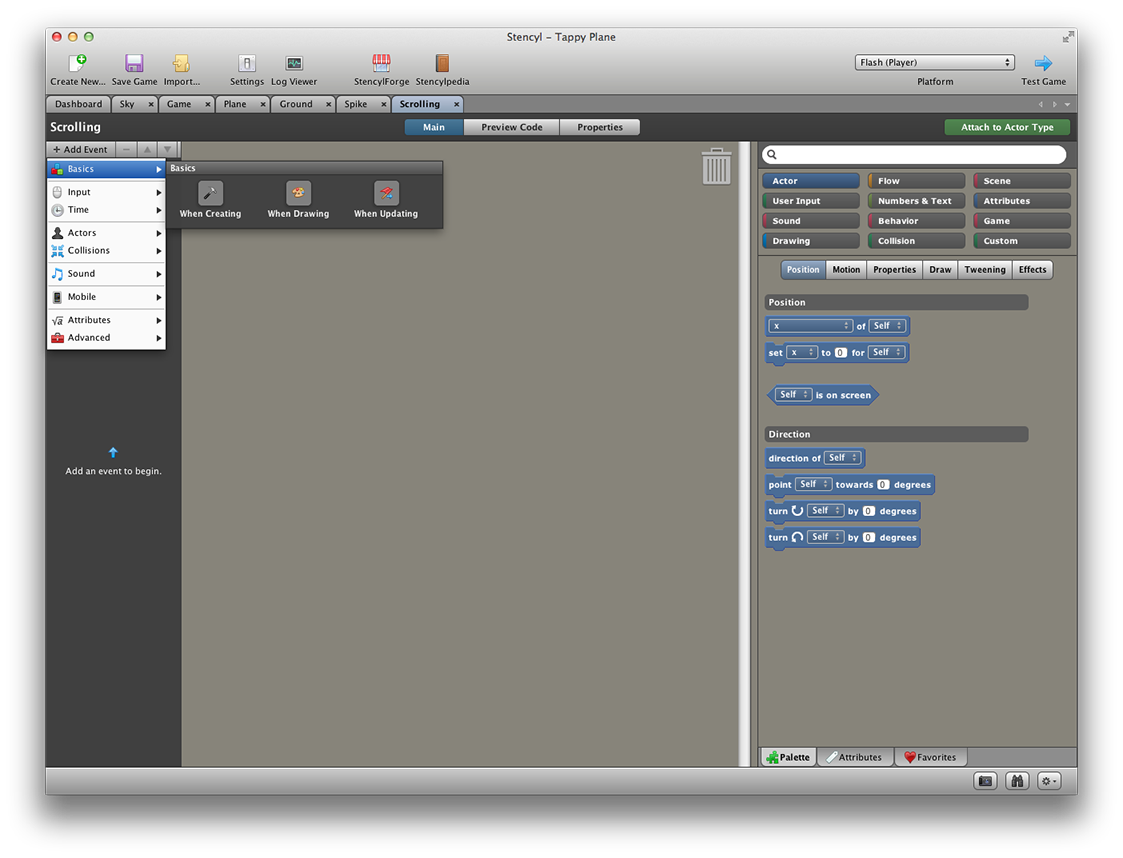 Stencyl – Tappy Plane
Create New... Save Game Import... Settings Log Viewer StencylForge Stencylpedia
Flash (Player)
Platform
Test Game
Dashboard Sky Game Plane Ground Spike Scrolling
Scrolling
Main Preview Code Properties
Attach to Actor Type
+ Add Event
Basics
Input
Time
Actors
Collisions
Sound
Mobile
Attributes
Advanced
Basics
When Creating When Drawing When Updating
Add an event to begin.
Actor Flow Scene
User Input Numbers & Text Attributes
Sound Behavior Game
Drawing Collision Custom
Position Motion Properties Draw Tweening Effects
Position
x of Self
set x to 0 for Self
Self is on screen
Direction
direction of Self
point Self towards 0 degrees
turn Self by 0 degrees
turn Self by 0 degrees
Palette Attributes Favorites